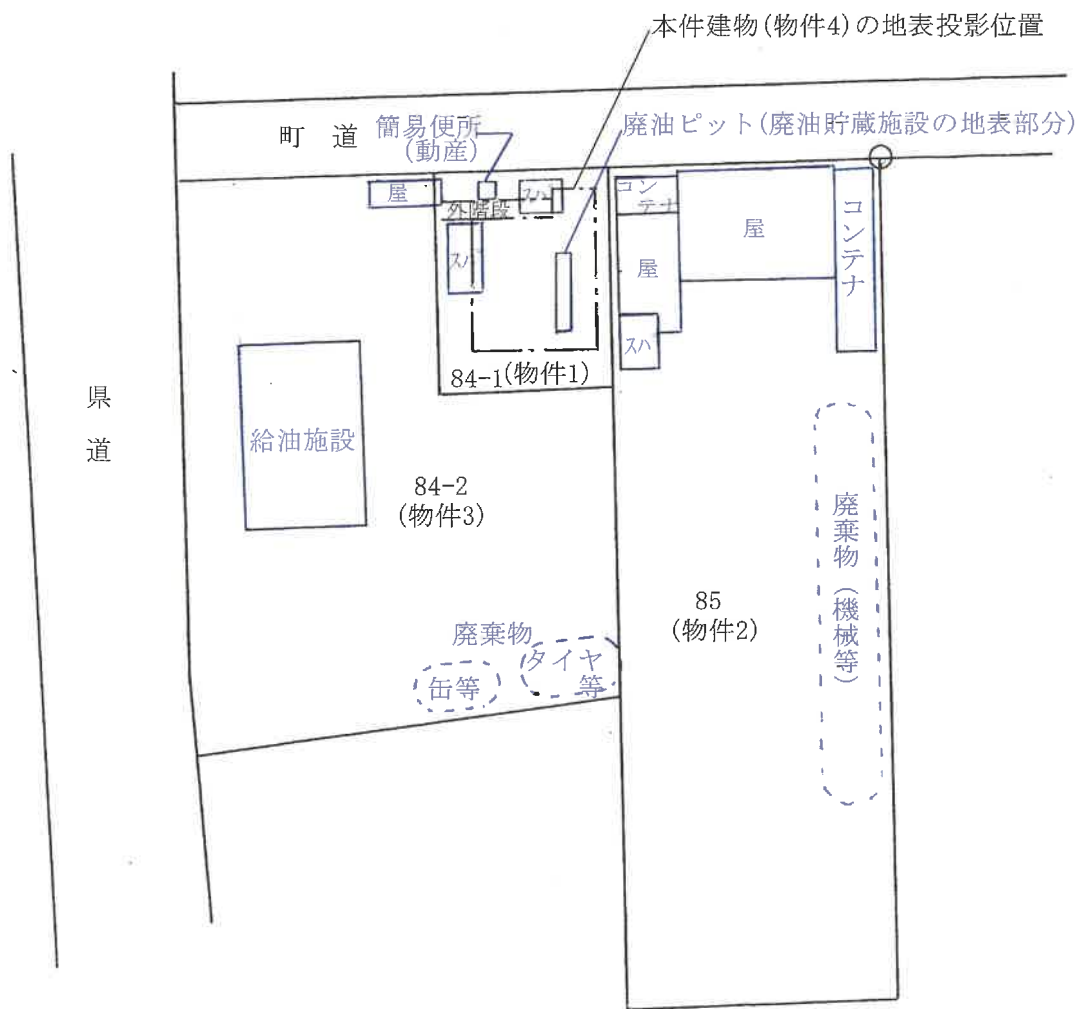 本件建物(物件4)の地表投影位置
町道
簡易便所
(動産)
廃油ピット(廃油貯蔵施設の地表部分)
屋
外階段
スハ
スハ
コン
テナ
屋
屋
スハ
コンテナ
84-1(物件1)
県道
給油施設
84-2
(物件3)
85
(物件2)
廃棄物(機械等)
廃棄物
缶等
タイヤ
等